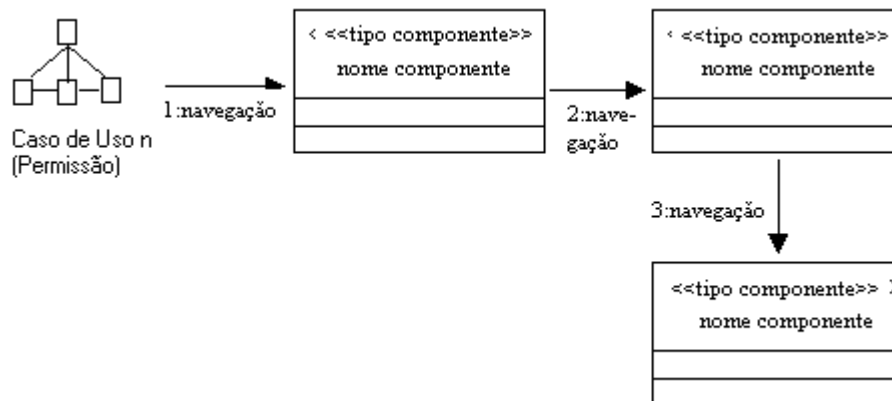 < <<tipo componente>>
nome componente
‹ <<tipo componente>>
nome componente
1:navegação
2:nave-
gação
Caso de Uso n
(Permissão)
3:navegação
<<tipo componente>>
nome componente